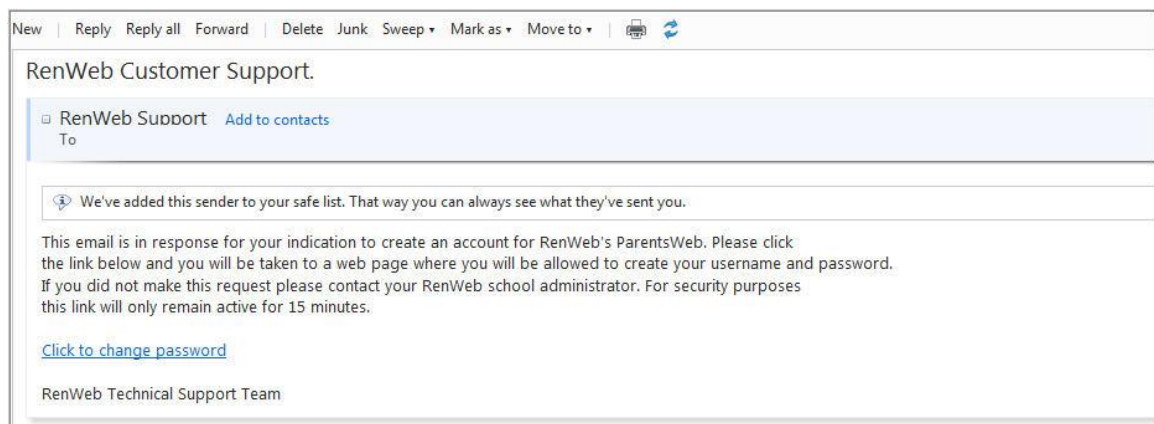 New | Reply Reply all Forward | Delete Junk Sweep ▾ Mark as ▾ Move to ▾ |
RenWeb Customer Support.
RenWeb Support Add to contacts
To
We've added this sender to your safe list. That way you can always see what they've sent you.
This email is in response for your indication to create an account for RenWeb's ParentsWeb. Please click
the link below and you will be taken to a web page where you will be allowed to create your username and password.
If you did not make this request please contact your RenWeb school administrator. For security purposes
this link will only remain active for 15 minutes.
Click to change password
RenWeb Technical Support Team